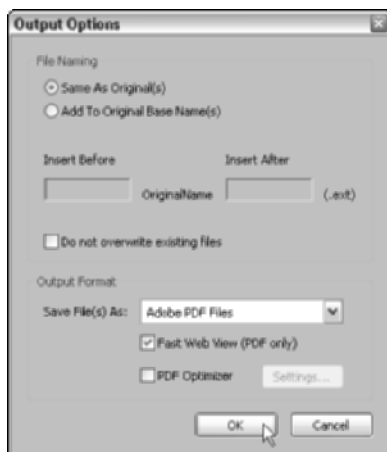 Output Options
File Naming
Same As Original(s)
Add To Original Base Name(s)
Insert Before Insert After
OriginalName (.ext)
Do not overwrite existing files
Output Format
Save File(s) As: Adobe PDF Files
Fast Web View (PDF only)
PDF Optimizer Settings...
OK Cancel